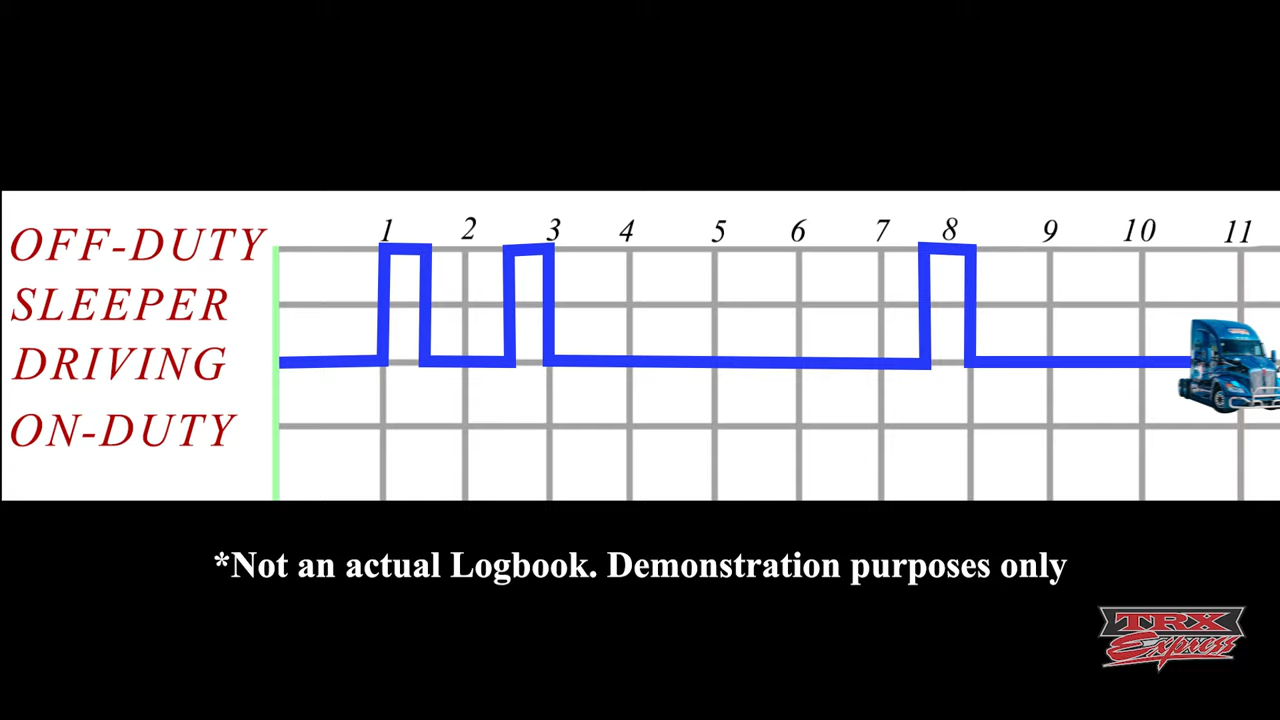 1 2 3 4 5 6 7 8 9 10 11
OFF-DUTY
SLEEPER
DRIVING
ON-DUTY
*Not an actual Logbook. Demonstration purposes only
TRX
Express